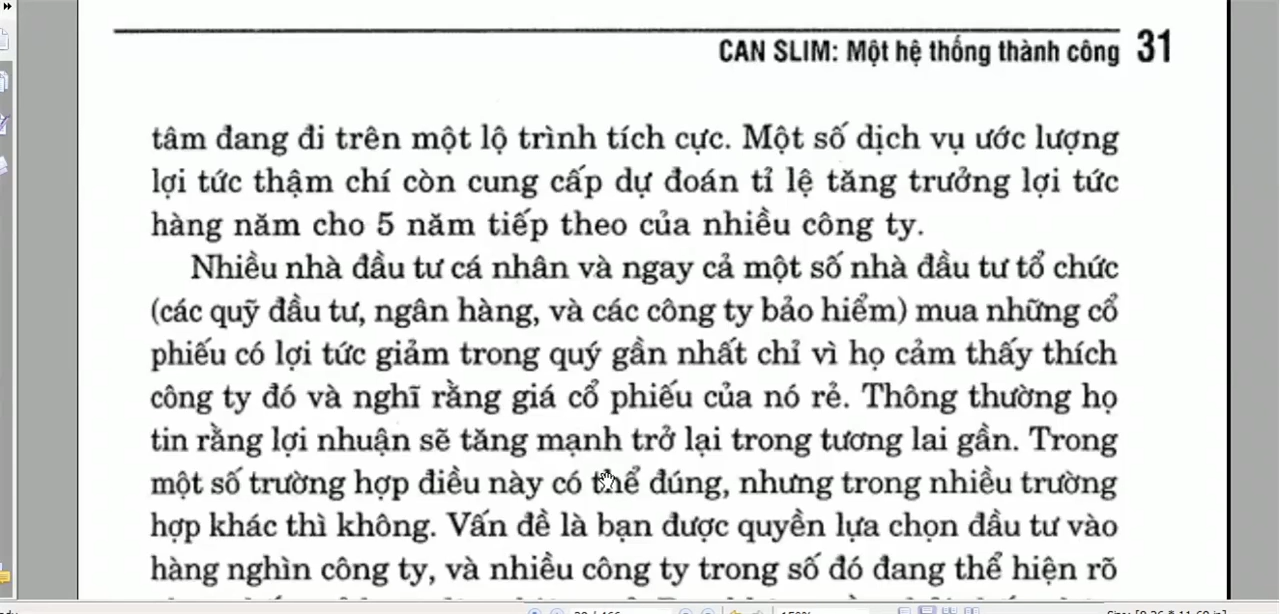 CAN SLIM: Một hệ thống thành công 31
tâm đang đi trên một lộ trình tích cực. Một số dịch vụ ước lượng
lợi tức thậm chí còn cung cấp dự đoán tỉ lệ tăng trưởng lợi tức
hàng năm cho 5 năm tiếp theo của nhiều công ty.
Nhiều nhà đầu tư cá nhân và ngay cả một số nhà đầu tư tổ chức
(các quỹ đầu tư, ngân hàng, và các công ty bảo hiểm) mua những cổ
phiếu có lợi tức giảm trong quý gần nhất chỉ vì họ cảm thấy thích
công ty đó và nghĩ rằng giá cổ phiếu của nó rẻ. Thông thường họ
tin rằng lợi nhuận sẽ tăng mạnh trở lại trong tương lai gần. Trong
một số trường hợp điều này có thể đúng, nhưng trong nhiều trường
hợp khác thì không. Vấn đề là bạn được quyền lựa chọn đầu tư vào
hàng nghìn công ty, và nhiều công ty trong số đó đang thể hiện rõ